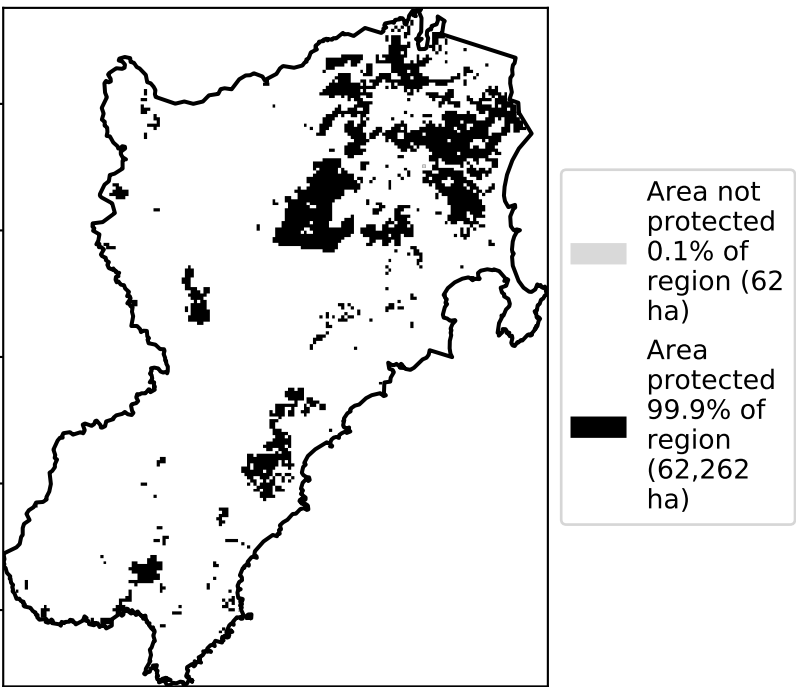 Area not
protected
0.1% of
region (62
ha)
Area
protected
99.9% of
region
(62,262
ha)